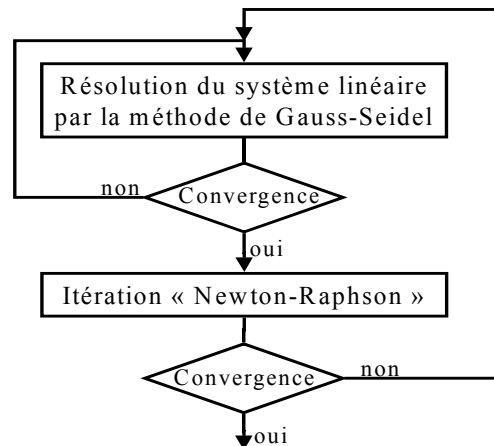 Résolution du système linéaire
par la méthode de Gauss-Seidel
non
Convergence
oui
Itération « Newton-Raphson »
Convergence
non
oui